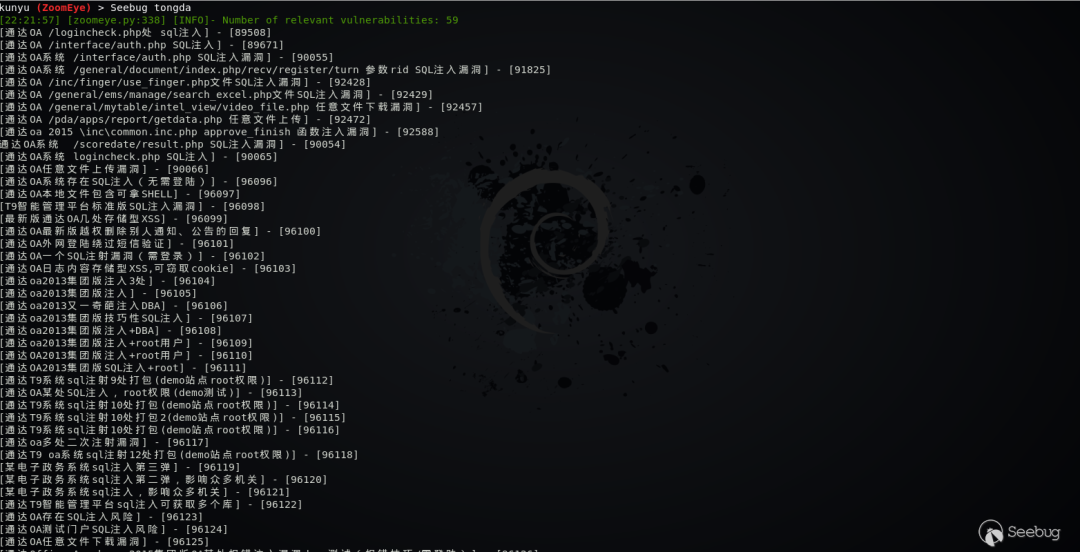 kunyu (ZoomEye) > Seebug tongda
[22:21:57] [zoomeye.py:338] [INFO]- Number of relevant vulnerabilities: 59
[通达OA /logincheck.php处 sql注入] - [89508]
[通达OA /interface/auth.php SQL注入] - [89671]
[通达OA系统 /interface/auth.php SQL注入漏洞] - [90055]
[通达OA系统 /general/document/index.php/recv/register/turn 参数rid SQL注入漏洞] - [91825]
[通达OA /inc/finger/use_finger.php文件SQL注入漏洞] - [92428]
[通达OA /general/ems/manage/search_excel.php文件SQL注入漏洞] - [92429]
[通达OA /general/mytable/intel_view/video_file.php 任意文件下载漏洞] - [92457]
[通达OA /pda/apps/report/getdata.php 任意文件上传] - [92472]
[通达oa 2015 \inc\common.inc.php approve_finish 函数注入漏洞] - [92588]
通达OA系统 /scoredate/result.php SQL注入漏洞] - [90054]
[通达OA系统 logincheck.php SQL注入] - [90065]
[通达OA任意文件上传漏洞] - [90066]
[通达OA系统存在SQL注入(无需登陆)] - [96096]
[通达OA本地文件包含可拿SHELL] - [96097]
[T9智能管理平台标准版SQL注入漏洞] - [96098]
[最新版通达OA几处存储型XSS] - [96099]
[通达OA最新版越权删除别人通知、公告的回复] - [96100]
[通达OA外网登陆绕过短信验证] - [96101]
[通达OA一个SQL注射漏洞(需登录)] - [96102]
[通达OA日志内容存储型XSS,可窃取cookie] - [96103]
[通达oa2013集团版注入3处] - [96104]
[通达oa2013集团版注入] - [96105]
[通达oa2013又一奇葩注入DBA] - [96106]
[通达oa2013集团版技巧性SQL注入] - [96107]
[通达oa2013集团版注入+DBA] - [96108]
[通达oa2013集团版注入+root用户] - [96109]
[通达OA2013集团版注入+root用户] - [96110]
[通达OA2013集团版SQL注入+root] - [96111]
[通达T9系统sql注射9处打包(demo站点root权限)] - [96112]
[通达OA某处SQL注入,root权限(demo测试)] - [96113]
[通达T9系统sql注射10处打包(demo站点root权限)] - [96114]
[通达T9系统sql注射10处打包2(demo站点root权限)] - [96115]
[通达T9系统sql注射10处打包(demo站点root权限)] - [96116]
[通达oa多处二次注射漏洞] - [96117]
[通达T9 oa系统sql注射12处打包(demo站点root权限)] - [96118]
[某电子政务系统sql注入第三弹] - [96119]
[某电子政务系统sql注入第二弹,影响众多机关] - [96120]
[某电子政务系统sql注入,影响众多机关] - [96121]
[通达T9智能管理平台sql注入可获取多个库] - [96122]
[通达OA存在SQL注入风险] - [96123]
[通达OA测试门户SQL注入风险] - [96124]
[通达OA任意文件下载漏洞] - [96125]
Seebug